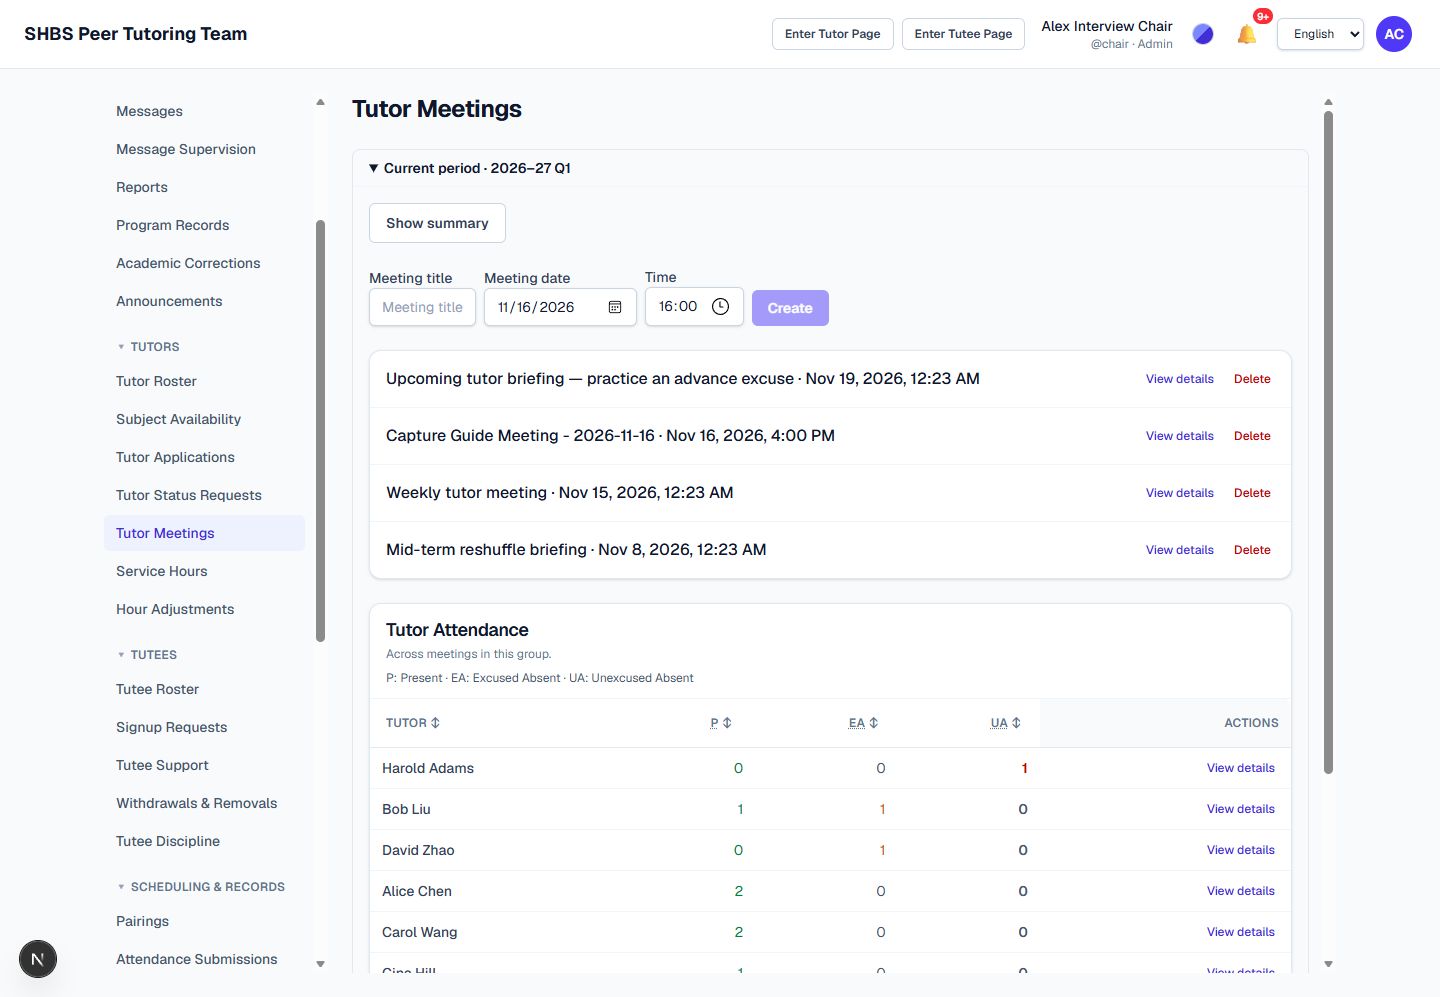 SHBS Peer Tutoring Team
Enter Tutor Page
Enter Tutee Page
Alex Interview Chair
@chair · Admin
9+
English
AC
Messages
Message Supervision
Reports
Program Records
Academic Corrections
Announcements
▼ TUTORS
Tutor Roster
Subject Availability
Tutor Applications
Tutor Status Requests
Tutor Meetings
Service Hours
Hour Adjustments
▼ TUTEES
Tutee Roster
Signup Requests
Tutee Support
Withdrawals & Removals
Tutee Discipline
▼ SCHEDULING & RECORDS
Pairings
Attendance Submissions
N
Tutor Meetings
▼ Current period · 2026–27 Q1
Show summary
Meeting title Meeting date Time
Meeting title 11/16/2026 16:00 Create
Upcoming tutor briefing — practice an advance excuse · Nov 19, 2026, 12:23 AM View details Delete
Capture Guide Meeting - 2026-11-16 · Nov 16, 2026, 4:00 PM View details Delete
Weekly tutor meeting · Nov 15, 2026, 12:23 AM View details Delete
Mid-term reshuffle briefing · Nov 8, 2026, 12:23 AM View details Delete
Tutor Attendance
Across meetings in this group.
P: Present · EA: Excused Absent · UA: Unexcused Absent
TUTOR P EA UA ACTIONS
Harold Adams 0 0 1 View details
Bob Liu 1 1 0 View details
David Zhao 0 1 0 View details
Alice Chen 2 0 0 View details
Carol Wang 2 0 0 View details
Gina Hill 1 0 0 View details